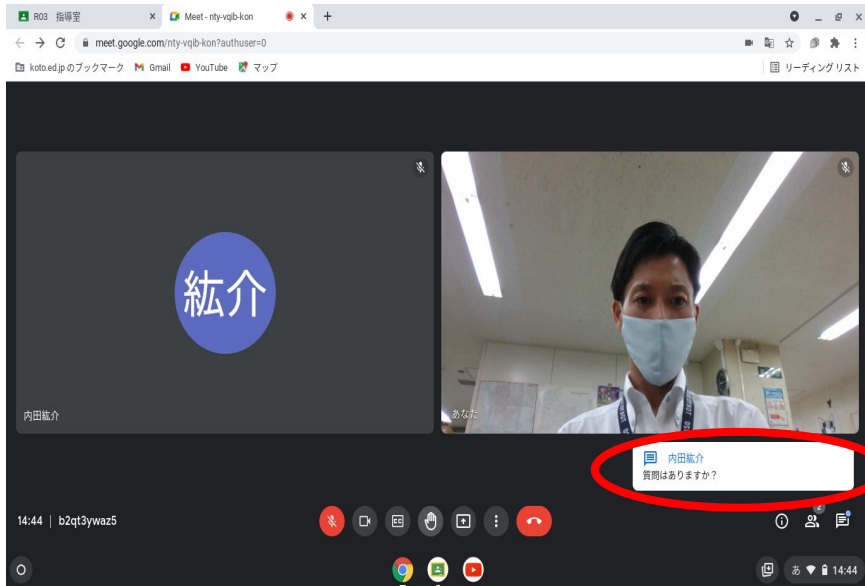 R03 指導室
Meet - nty-vqib-kon
meet.google.com/nty-vqib-kon?authuser=0
koto.ed.jp のブックマーク
Gmail
YouTube
マップ
リーディング リスト
紘介
内田紘介
あなた
内田紘介
質問はありますか？
14:44 | b2qt3ywaz5
CC
2
あ
14:44